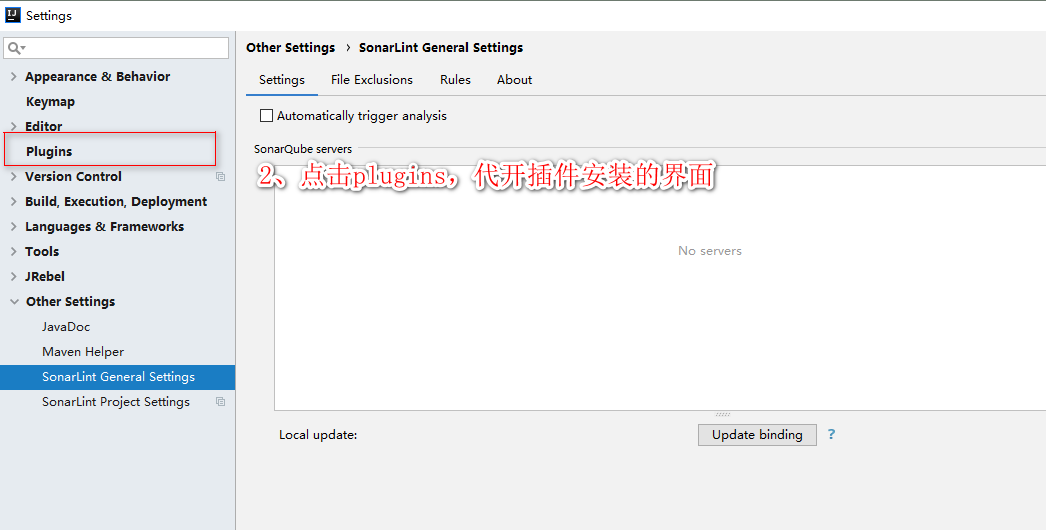 Settings
Appearance & Behavior
Keymap
Editor
Plugins
Version Control
Build, Execution, Deployment
Languages & Frameworks
Tools
JRebel
Other Settings
JavaDoc
Maven Helper
SonarLint General Settings
SonarLint Project Settings
Other Settings › SonarLint General Settings
Settings File Exclusions Rules About
Automatically trigger analysis
SonarQube servers
2、点击plugins，代开插件安装的界面
No servers
Local update: Update binding ?